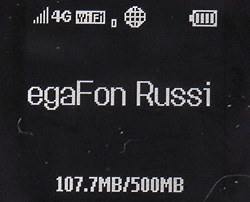 4G WiFi
egaFon Russi
107.7MB/500MB